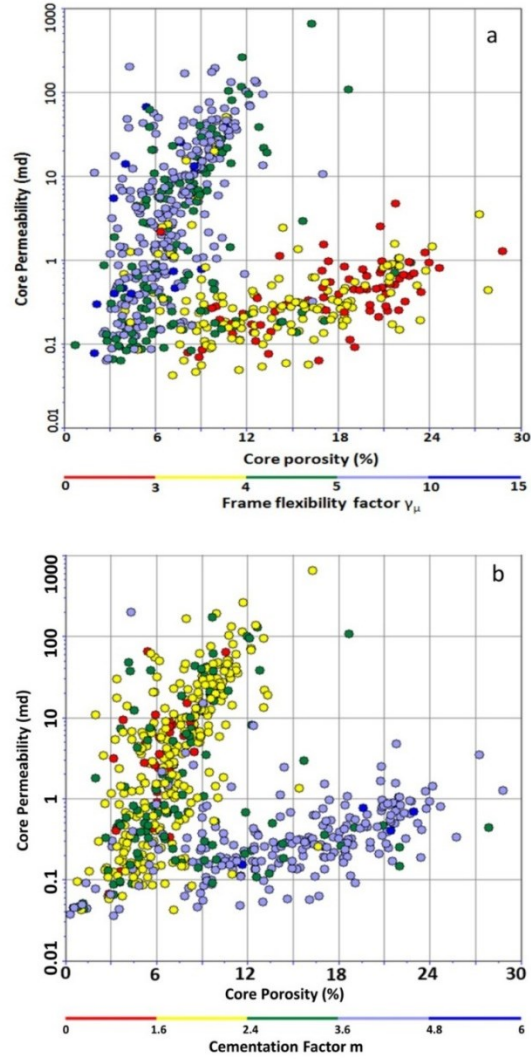 a
1000
100
10
1
0.1
0.01
Core Permeability (md)
0 6 12 18 24 30
Core porosity (%)
0 3 4 5 10 15
Frame flexibility factor γμ
b
1000
100
10
1
0.1
0.01
Core Permeability (md)
0 6 12 18 24 30
Core Porosity (%)
0 1.6 2.4 3.6 4.8 6
Cementation Factor m